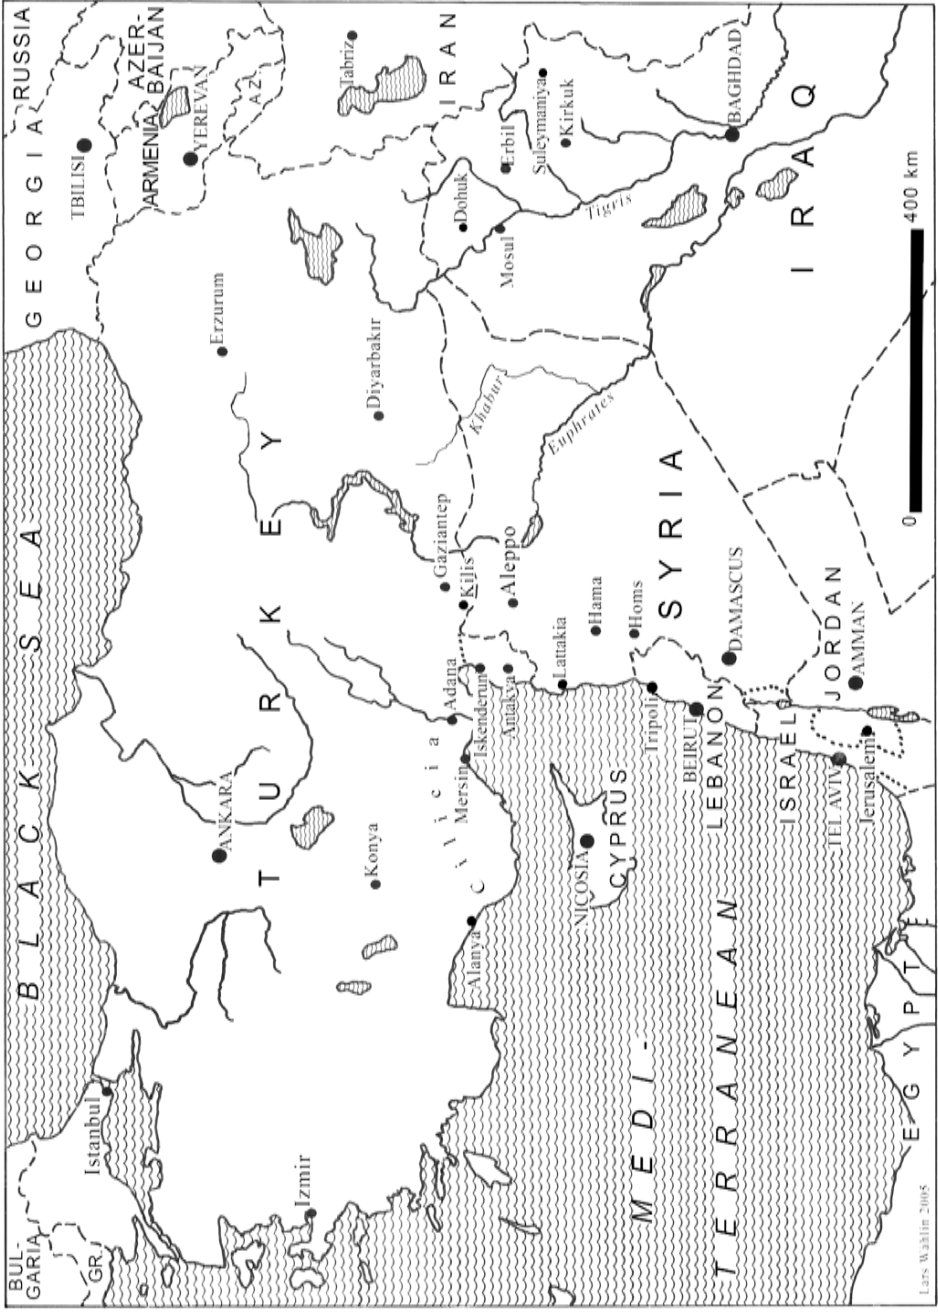 BUL-
GARIA
GR.
BLACK SEA
GEORGIA
RUSSIA
TBILISI
ARMENIA
AZER-
BAIJAN
YEREVAN
AZ.
Istanbul
ANKARA
Erzurum
TURKEY
Izmir
Konya
Diyarbakır
Tabriz
IRAN
Alanya
Cilicia
Mersin
Adana
Iskenderun
Antakya
Gaziantep
Kilis
Aleppo
Khabur
Euphrates
Dohuk
Mosul
Erbil
Suleymaniya
Kirkuk
Tigris
BAGHDAD
IRAQ
NICOSIA
CYPRUS
Lattakia
Hama
Homs
Tripoli
SYRIA
BEIRUT
LEBANON
DAMASCUS
MEDI-
TERRANEAN
ISRAEL
JORDAN
TEL AVIV
Jerusalem
AMMAN
EGYPT
0
400 km
Lars Wåhlin 2005